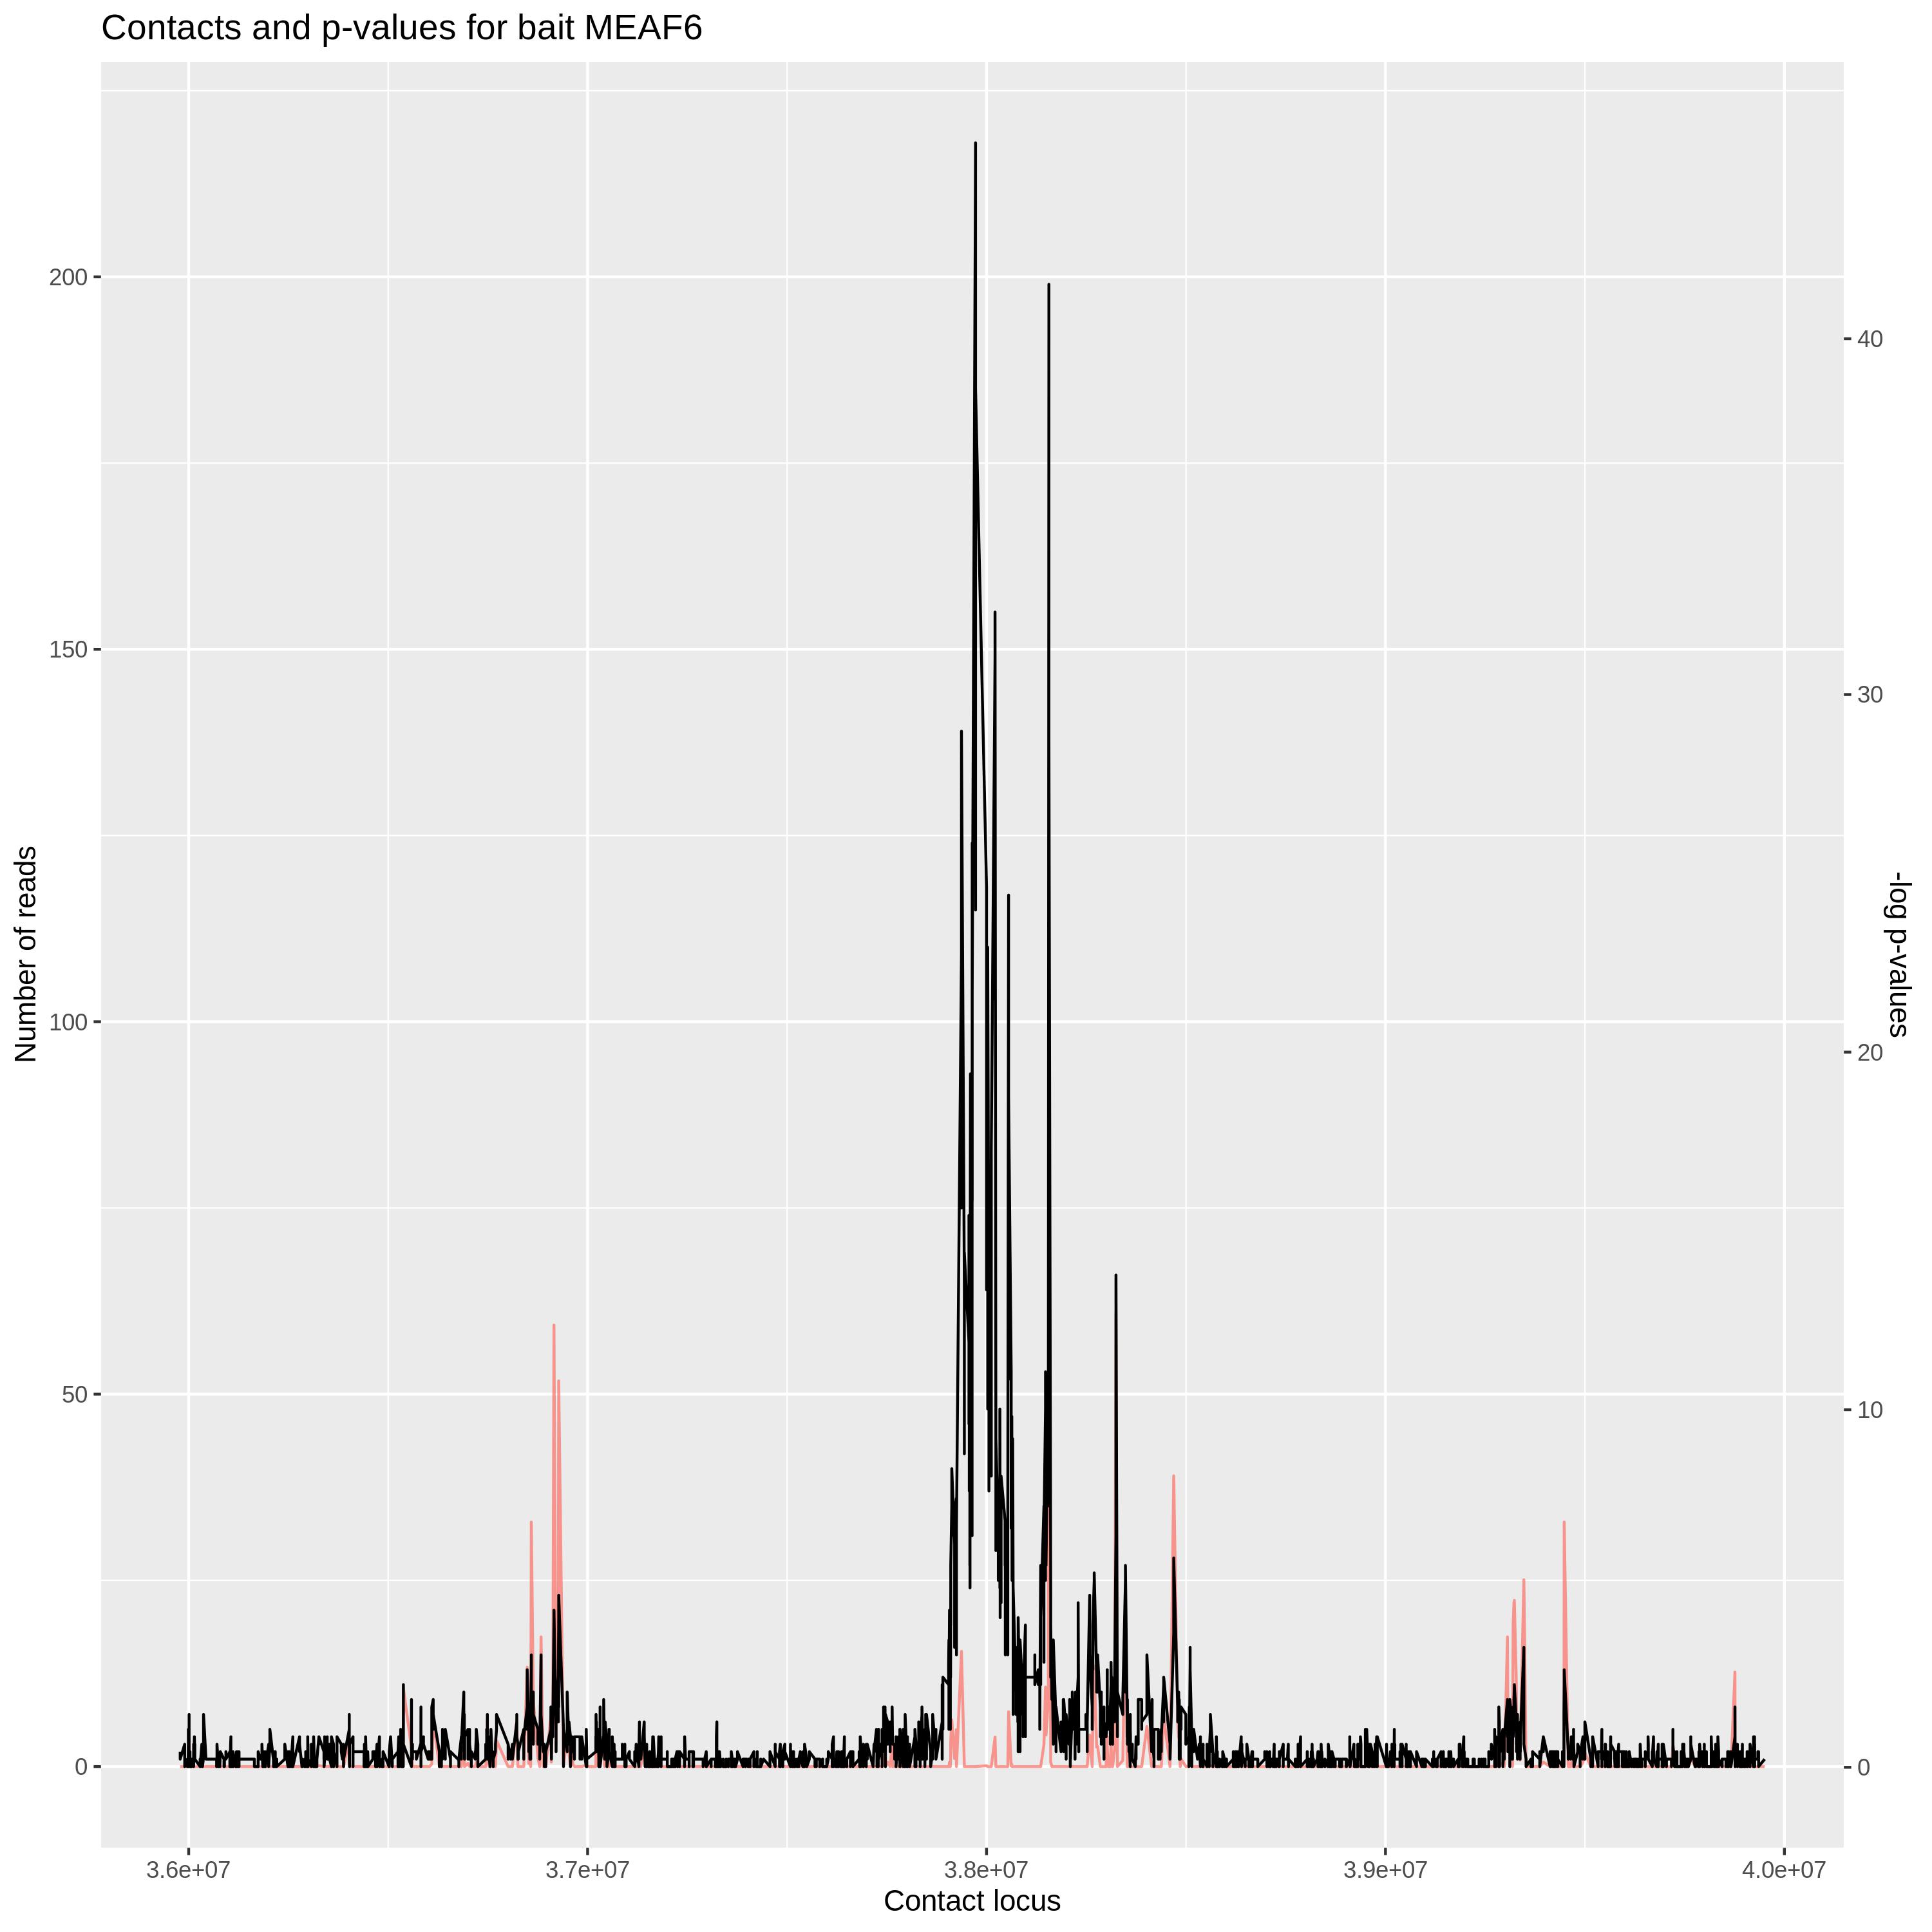 Contacts and p-values for bait MEAF6
Number of reads
200
150
100
50
0
40
30
20
10
0
-log p-values
3.6e+07
3.7e+07
3.8e+07
3.9e+07
4.0e+07
Contact locus